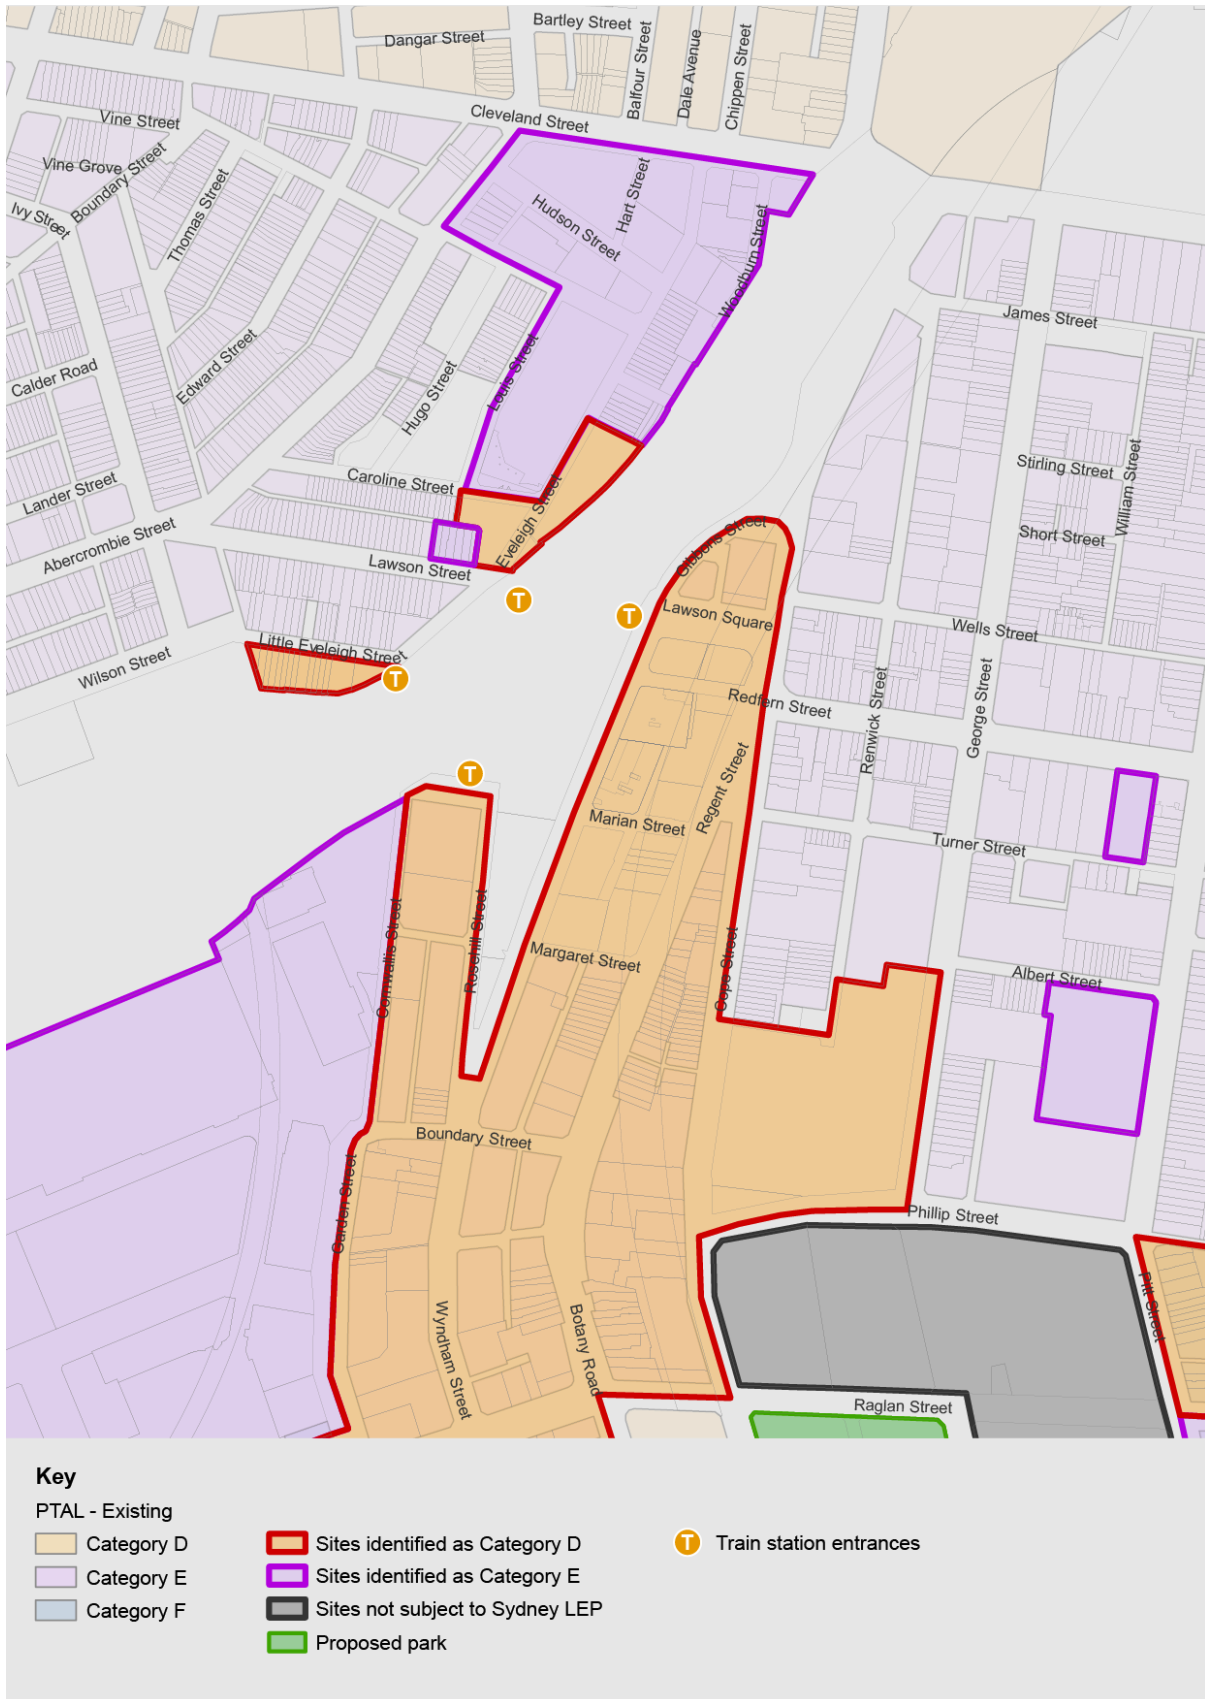 Bartley Street
Dangar Street
Balfour Street
Dale Avenue
Chippen Street
Cleveland Street
Vine Street
Vine Grove
Boundary Street
Ivy Street
Thomas Street
Hart Street
Hudson Street
Woodburn Street
James Street
Edward Street
Calder Road
Louis Street
Hugo Street
Stirling Street
William Street
Caroline Street
Lander Street
Eveleigh Street
Short Street
Abercrombie Street
Gibbons Street
Lawson Street
T
T
Lawson Square
Wells Street
Little Eveleigh Street
Wilson Street
T
Redfern Street
Renwick Street
George Street
T
Regent Street
Marian Street
Turner Street
Cornwallis Street
Rosehill Street
Margaret Street
Cope Street
Albert Street
Boundary Street
Garden Street
Phillip Street
Pitt Street
Wyndham Street
Botany Road
Raglan Street
Key
PTAL - Existing
Category D
Category E
Category F
Sites identified as Category D
Sites identified as Category E
Sites not subject to Sydney LEP
Proposed park
T Train station entrances